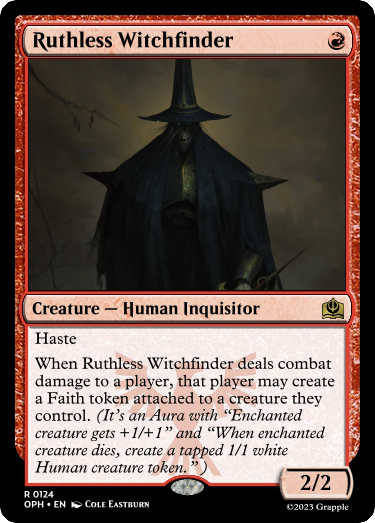 Ruthless Witchfinder
Creature — Human Inquisitor
Haste
When Ruthless Witchfinder deals combat
damage to a player, that player may create
a Faith token attached to a creature they
control. (It's an Aura with “Enchanted
creature gets +1/+1” and “When enchanted
creature dies, create a tapped 1/1 white
Human creature token.”)
2/2
R 0124
OPH • EN Cole Eastburn
©2023 Grapple